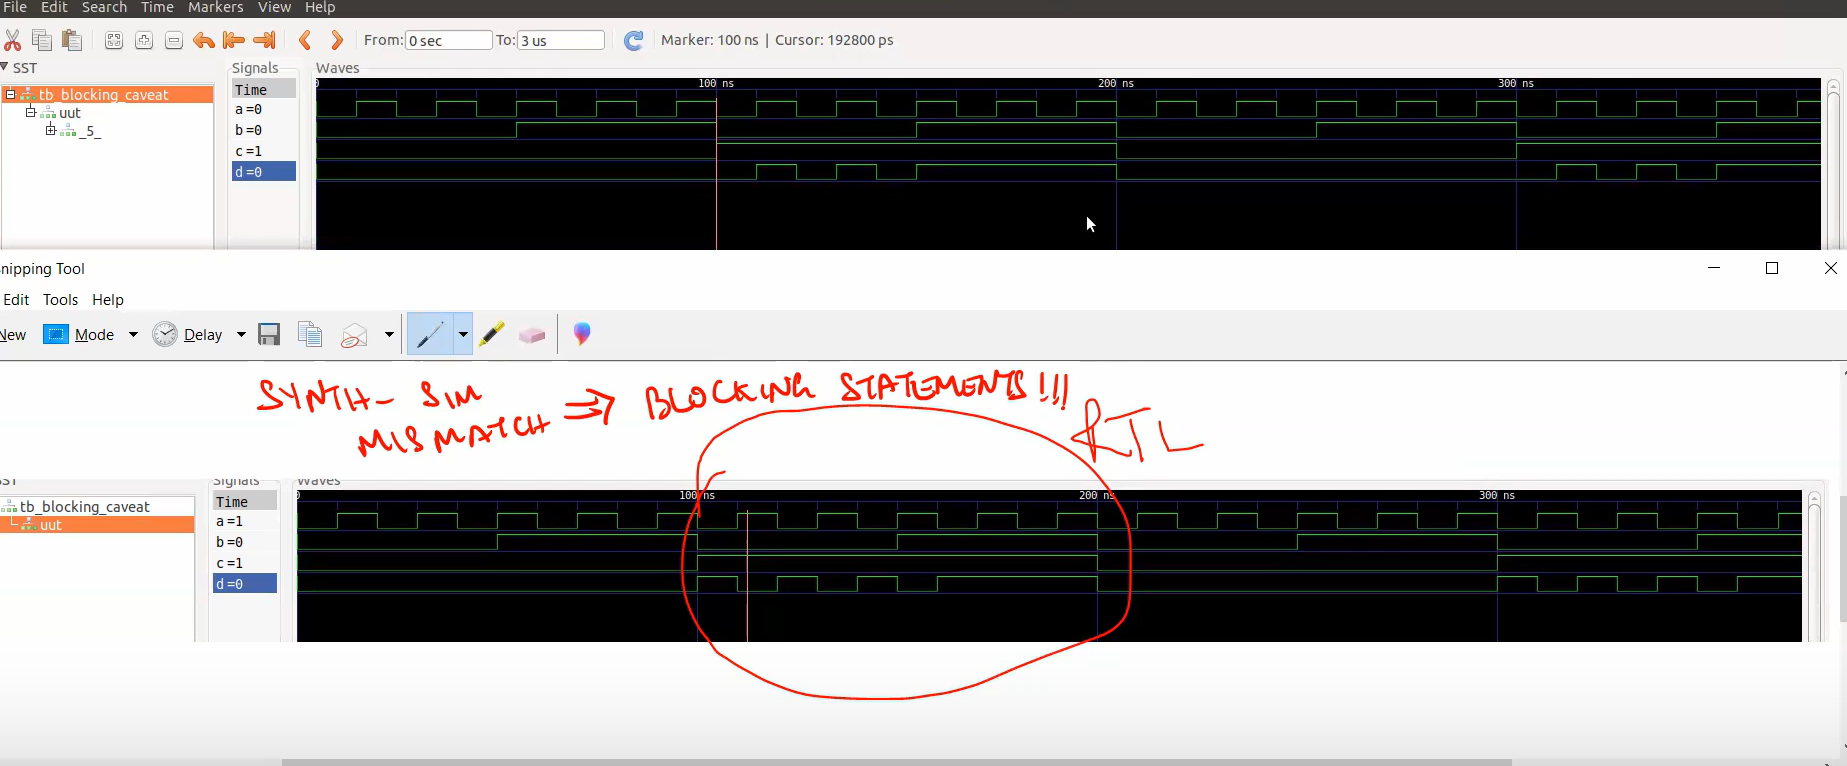 File Edit Search Time Markers View Help
From: 0 sec To: 3 us Marker: 100 ns | Cursor: 192800 ps
SST
Signals
Waves
tb_blocking_caveat
uut
_5_
Time
a=0
b=0
c=1
d=0
0 100 ns 200 ns 300 ns
nipping Tool
Edit Tools Help
New Mode Delay
SYNTH- SIM
MISMATCH => BLOCKING STATEMENTS!!!
RTL
SST
Signals
Waves
tb_blocking_caveat
uut
Time
a=1
b=0
c=1
d=0
0 100 ns 200 ns 300 ns